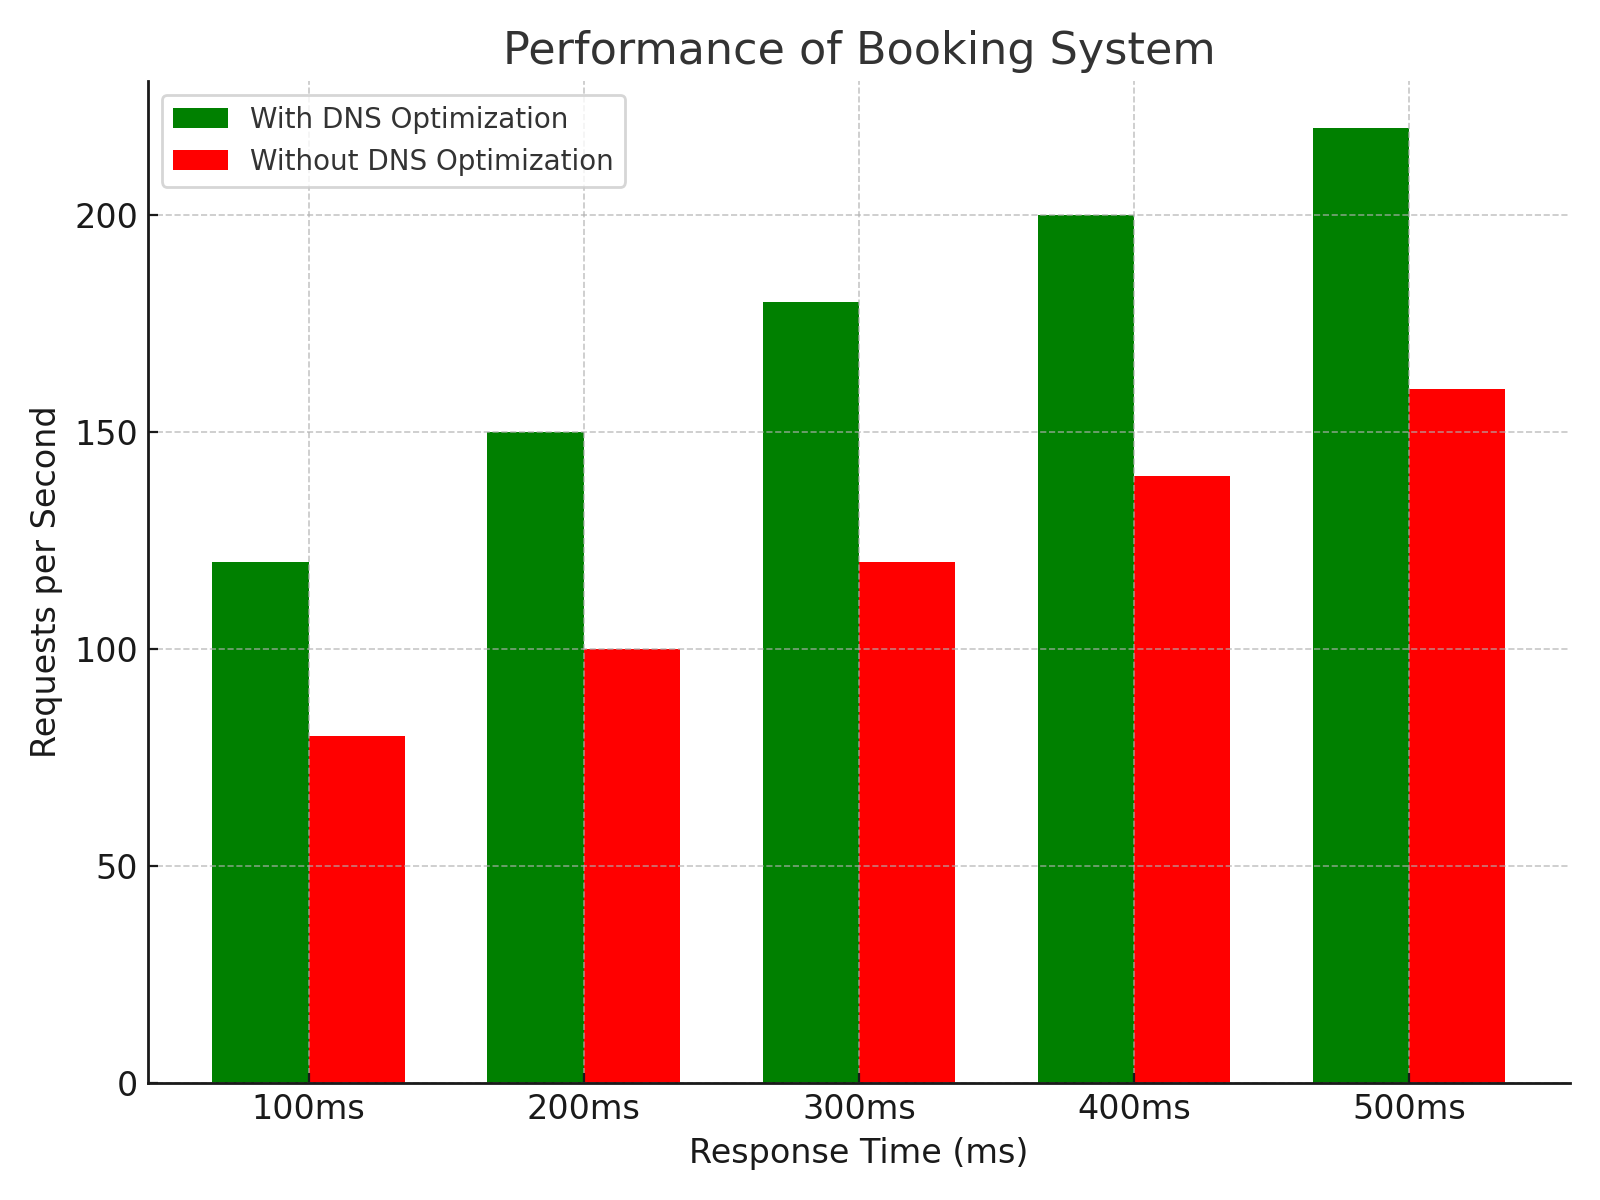 Performance of Booking System
With DNS Optimization
Without DNS Optimization
Requests per Second
200
150
100
50
0
100ms 200ms 300ms 400ms 500ms
Response Time (ms)